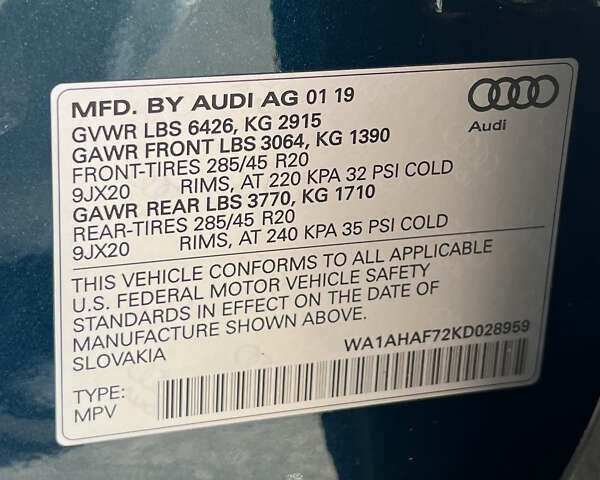 MFD. BY AUDI AG 01 19
Audi
GVWR LBS 6426, KG 2915
GAWR FRONT LBS 3064, KG 1390
FRONT-TIRES 285/45 R20
9JX20 RIMS, AT 220 KPA 32 PSI COLD
GAWR REAR LBS 3770, KG 1710
REAR-TIRES 285/45 R20
9JX20 RIMS, AT 240 KPA 35 PSI COLD
THIS VEHICLE CONFORMS TO ALL APPLICABLE
U.S. FEDERAL MOTOR VEHICLE SAFETY
STANDARDS IN EFFECT ON THE DATE OF
MANUFACTURE SHOWN ABOVE.
SLOVAKIA
WA1AHAF72KD028959
TYPE:
MPV